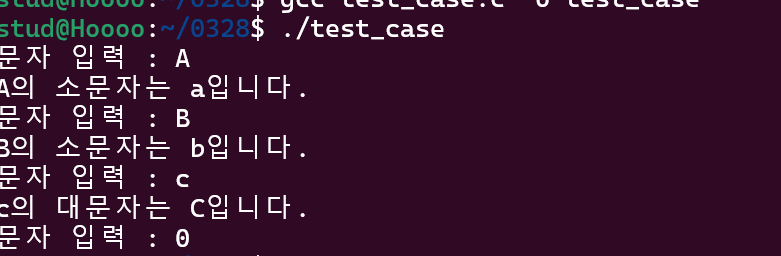 stud@Hoooo:~/0328$ gcc test_case.c -o test_case
stud@Hoooo:~/0328$ ./test_case
문자 입력 : A
A의 소문자는 a입니다.
문자 입력 : B
B의 소문자는 b입니다.
문자 입력 : c
c의 대문자는 C입니다.
문자 입력 : 0